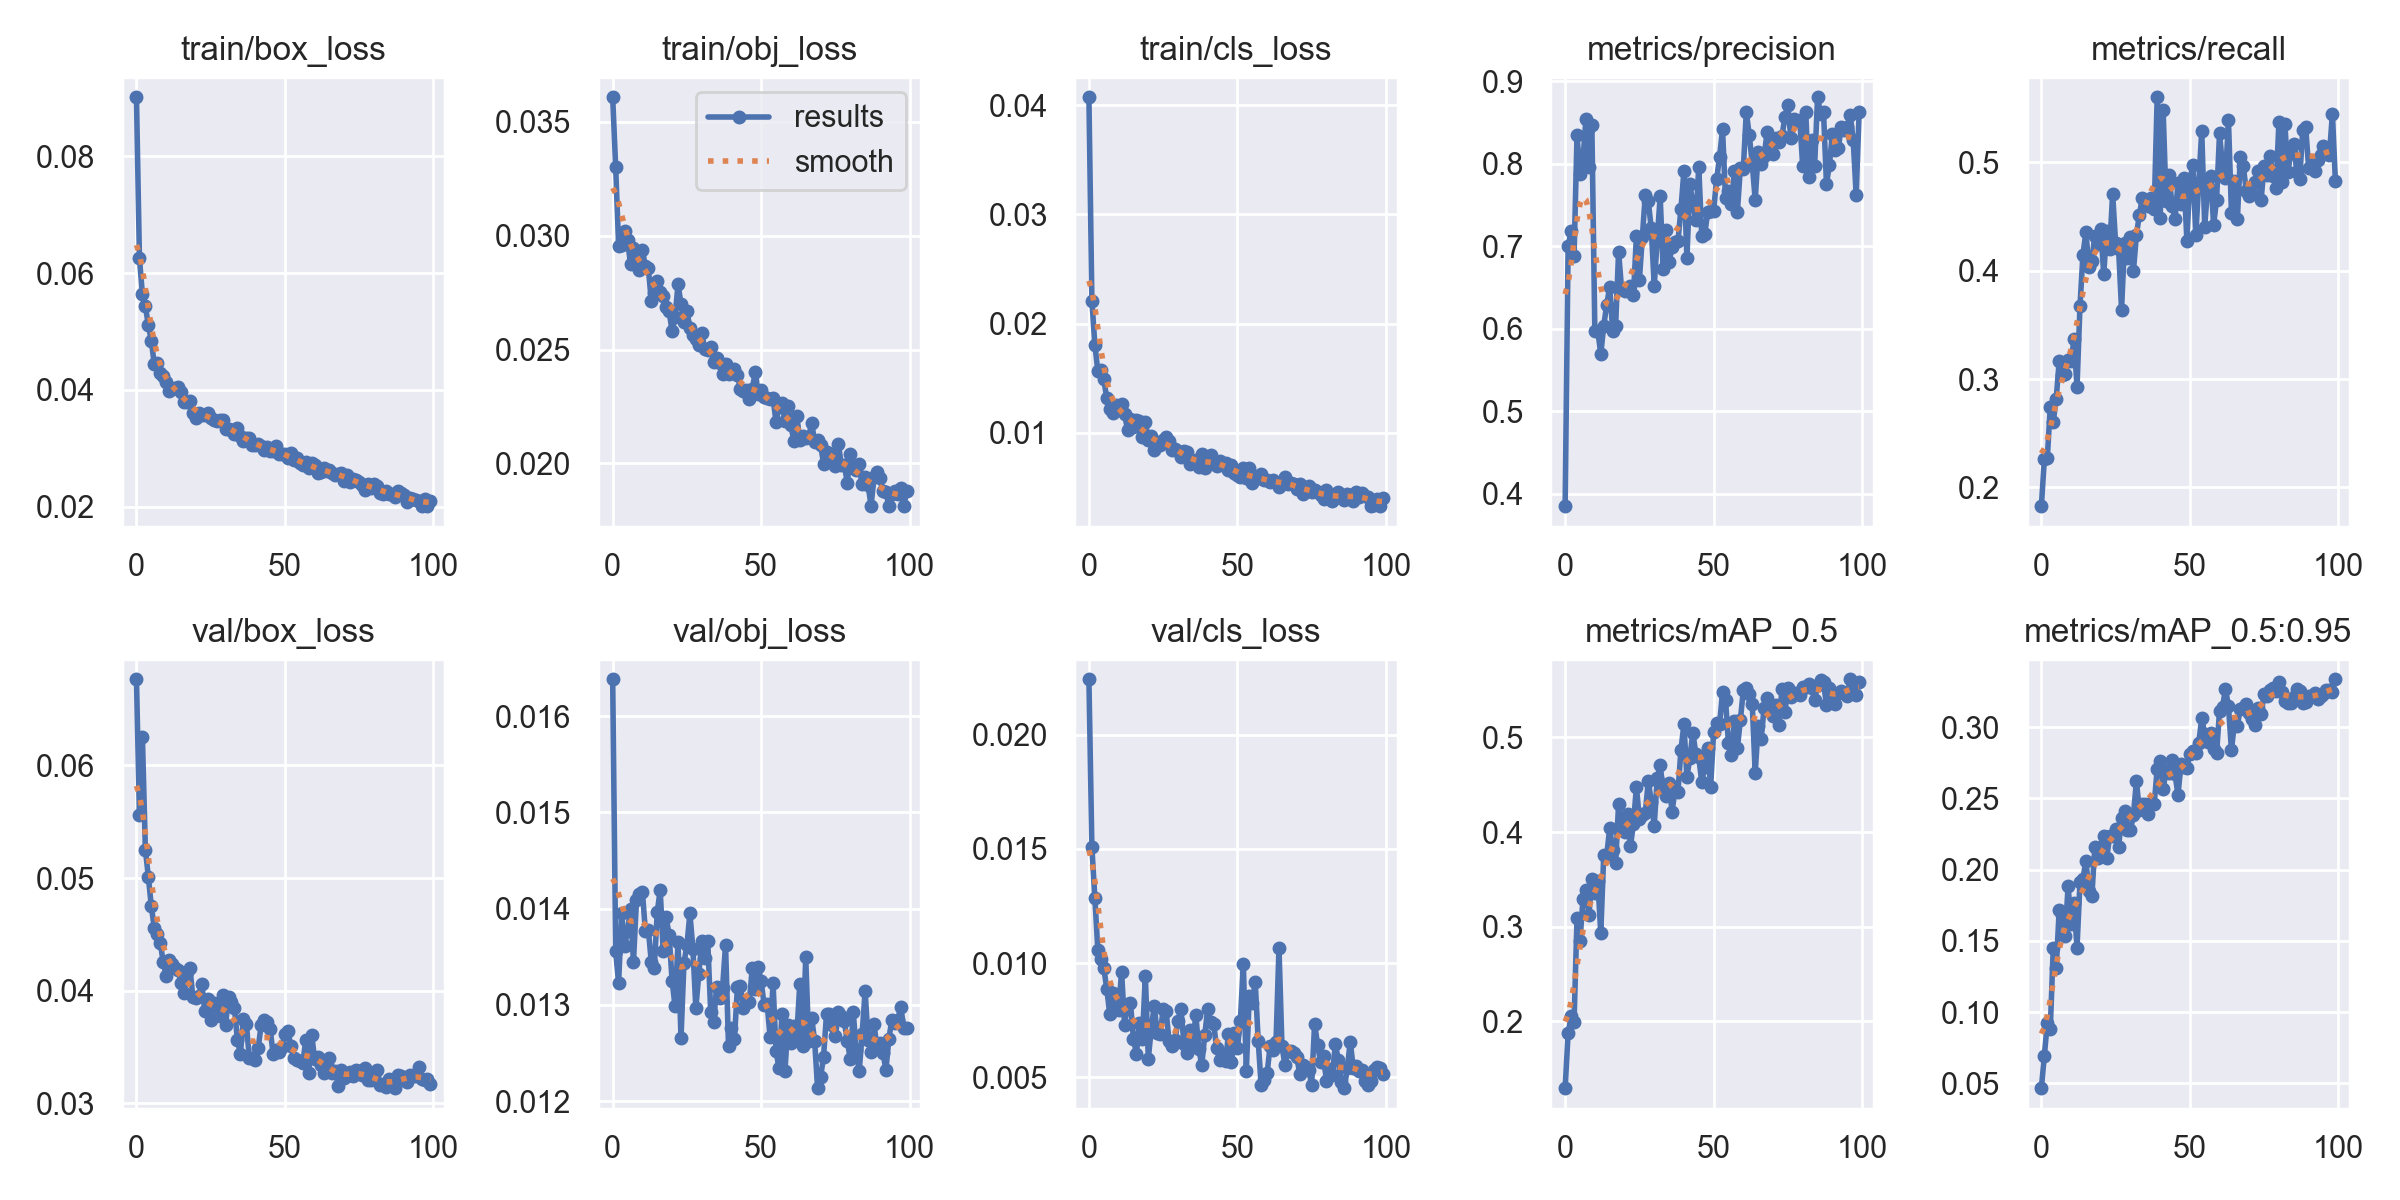 train/box_loss
0.08
0.06
0.04
0.02
0 50 100
train/obj_loss
results
smooth
0.035
0.030
0.025
0.020
0 50 100
train/cls_loss
0.04
0.03
0.02
0.01
0 50 100
metrics/precision
0.9
0.8
0.7
0.6
0.5
0.4
0 50 100
metrics/recall
0.5
0.4
0.3
0.2
0 50 100
val/box_loss
0.06
0.05
0.04
0.03
0 50 100
val/obj_loss
0.016
0.015
0.014
0.013
0.012
0 50 100
val/cls_loss
0.020
0.015
0.010
0.005
0 50 100
metrics/mAP_0.5
0.5
0.4
0.3
0.2
0 50 100
metrics/mAP_0.5:0.95
0.30
0.25
0.20
0.15
0.10
0.05
0 50 100